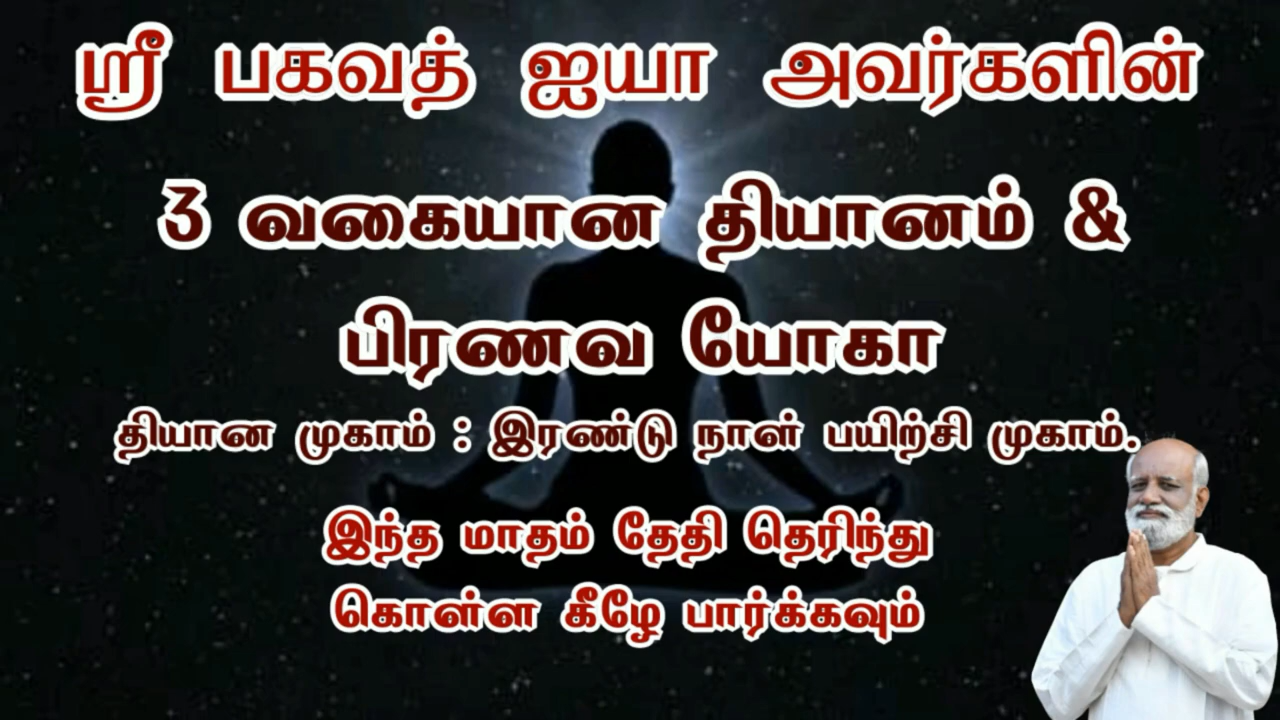 ஸ்ரீ பகவத் ஐயா அவர்களின்
3 வகையான தியானம் &
பிரணவ யோகா
தியான முகாம் : இரண்டு நாள் பயிற்சி முகாம்.
இந்த மாதம் தேதி தெரிந்து
கொள்ள கீழே பார்க்கவும்